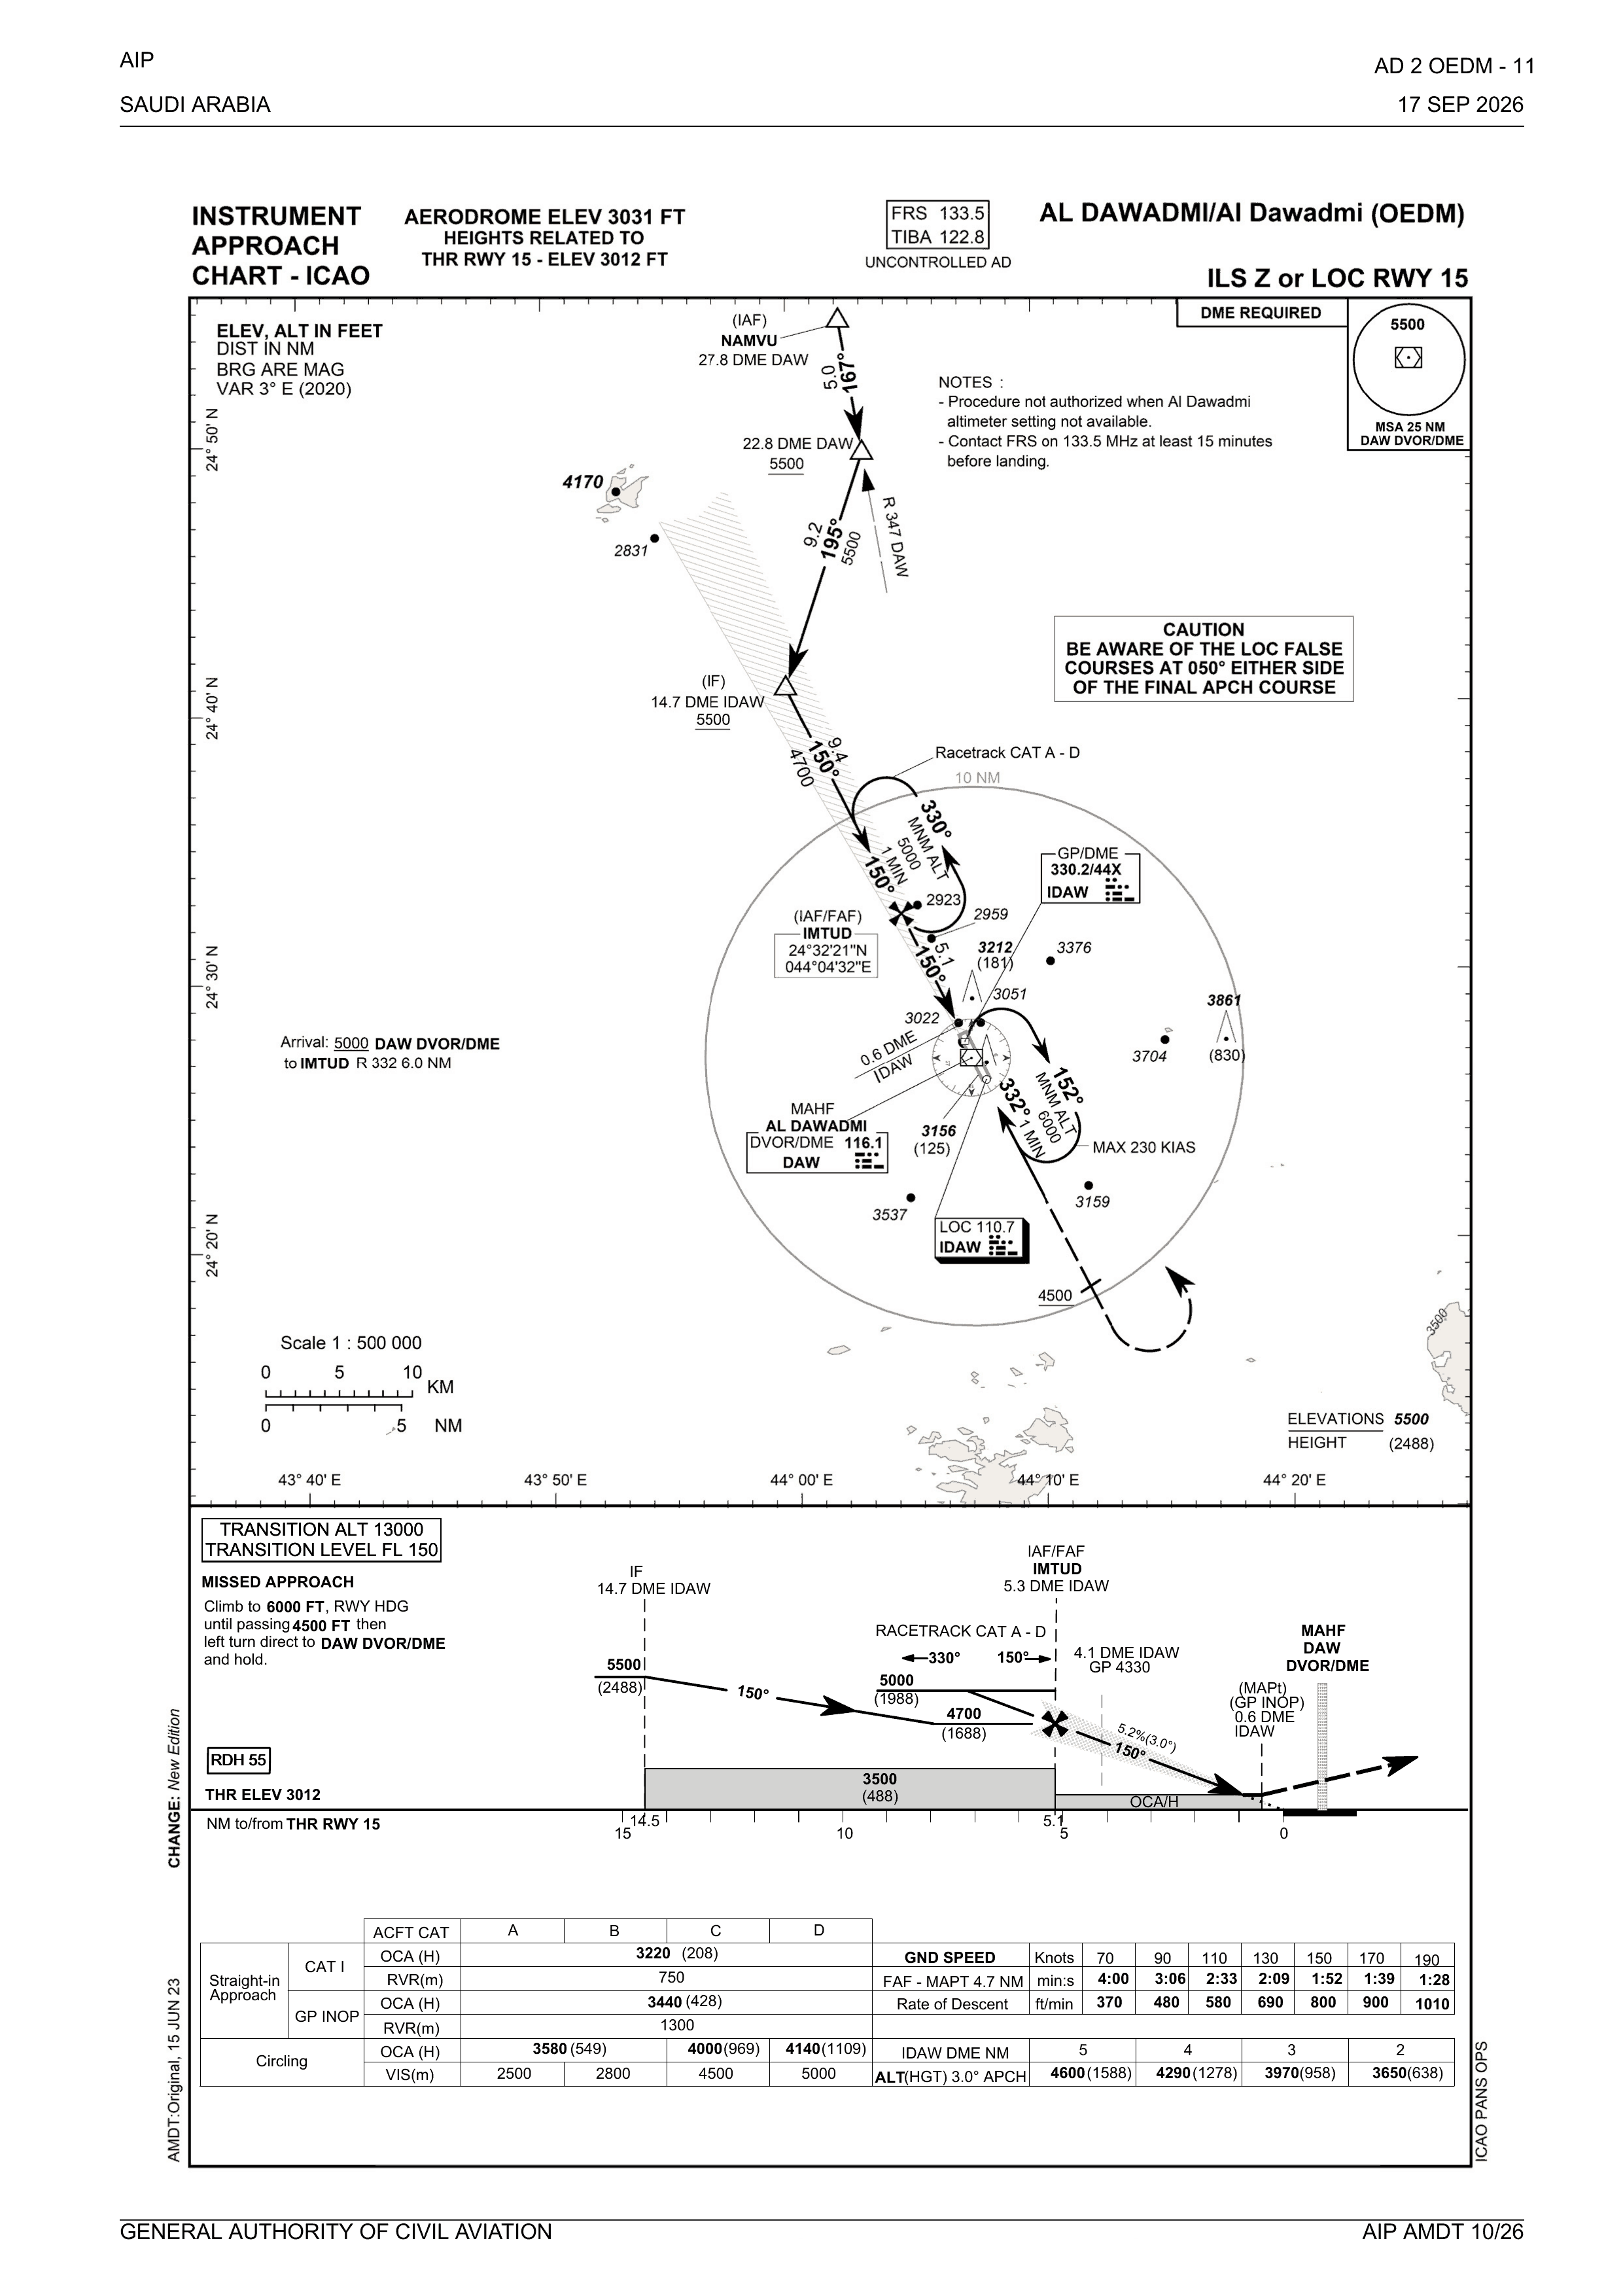 AIP
AD 2 OEDM - 11
SAUDI ARABIA
17 SEP 2026
INSTRUMENT
APPROACH
CHART - ICAO
AERODROME ELEV 3031 FT
HEIGHTS RELATED TO
THR RWY 15 - ELEV 3012 FT
FRS 133.5
TIBA 122.8
UNCONTROLLED AD
AL DAWADMI/Al Dawadmi (OEDM)
ILS Z or LOC RWY 15
ELEV, ALT IN FEET
DIST IN NM
BRG ARE MAG
VAR 3° E (2020)
(IAF)
NAMVU
27.8 DME DAW
5.0
167°
DME REQUIRED
5500
MSA 25 NM
DAW DVOR/DME
NOTES :
- Procedure not authorized when Al Dawadmi
altimeter setting not available.
- Contact FRS on 133.5 MHz at least 15 minutes
before landing.
24° 50' N
22.8 DME DAW
5500
4170
2831
9.2
195°
5500
R 347 DAW
CAUTION
BE AWARE OF THE LOC FALSE
COURSES AT 050° EITHER SIDE
OF THE FINAL APCH COURSE
24° 40' N
(IF)
14.7 DME IDAW
5500
9.4
150°
4700
Racetrack CAT A - D
10 NM
330°
MNM ALT
5000
1 MIN
150°
GP/DME
330.2/44X
IDAW
2923
2959
(IAF/FAF)
IMTUD
24°32'21"N
044°04'32"E
5.1
150°
3212
(181)
3376
24° 30' N
3051
3861
(830)
3022
3704
0.6 DME
IDAW
Arrival: 5000 DAW DVOR/DME
to IMTUD R 332 6.0 NM
152°
MNM ALT
6000
1 MIN
332°
MAHF
AL DAWADMI
DVOR/DME 116.1
DAW
3156
(125)
MAX 230 KIAS
3159
3537
24° 20' N
LOC 110.7
IDAW
4500
3500
Scale 1 : 500 000
0 5 10
KM
0 5 NM
ELEVATIONS 5500
HEIGHT (2488)
43° 40' E
43° 50' E
44° 00' E
44° 10' E
44° 20' E
TRANSITION ALT 13000
TRANSITION LEVEL FL 150
MISSED APPROACH
Climb to 6000 FT, RWY HDG
until passing 4500 FT then
left turn direct to DAW DVOR/DME
and hold.
IF
14.7 DME IDAW
IAF/FAF
IMTUD
5.3 DME IDAW
RACETRACK CAT A - D
330° 150°
4.1 DME IDAW
GP 4330
MAHF
DAW
DVOR/DME
5500
(2488)
150°
5000
(1988)
4700
(1688)
5.2%(3.0°)
150°
(MAPt)
(GP INOP)
0.6 DME
IDAW
RDH 55
THR ELEV 3012
3500
(488)
OCA/H
NM to/from THR RWY 15
15 14.5 10 5.1 5 0
CHANGE: New Edition
AMDT:Original, 15 JUN 23
ICAO PANS OPS
ACFT CAT A B C D
Straight-in
Approach
CAT I
OCA (H) 3220 (208)
RVR(m) 750
GP INOP
OCA (H) 3440 (428)
RVR(m) 1300
Circling
OCA (H) 3580 (549) 4000(969) 4140(1109)
VIS(m) 2500 2800 4500 5000
GND SPEED Knots 70 90 110 130 150 170 190
FAF - MAPT 4.7 NM min:s 4:00 3:06 2:33 2:09 1:52 1:39 1:28
Rate of Descent ft/min 370 480 580 690 800 900 1010
IDAW DME NM 5 4 3 2
ALT(HGT) 3.0° APCH 4600(1588) 4290(1278) 3970(958) 3650(638)
GENERAL AUTHORITY OF CIVIL AVIATION
AIP AMDT 10/26